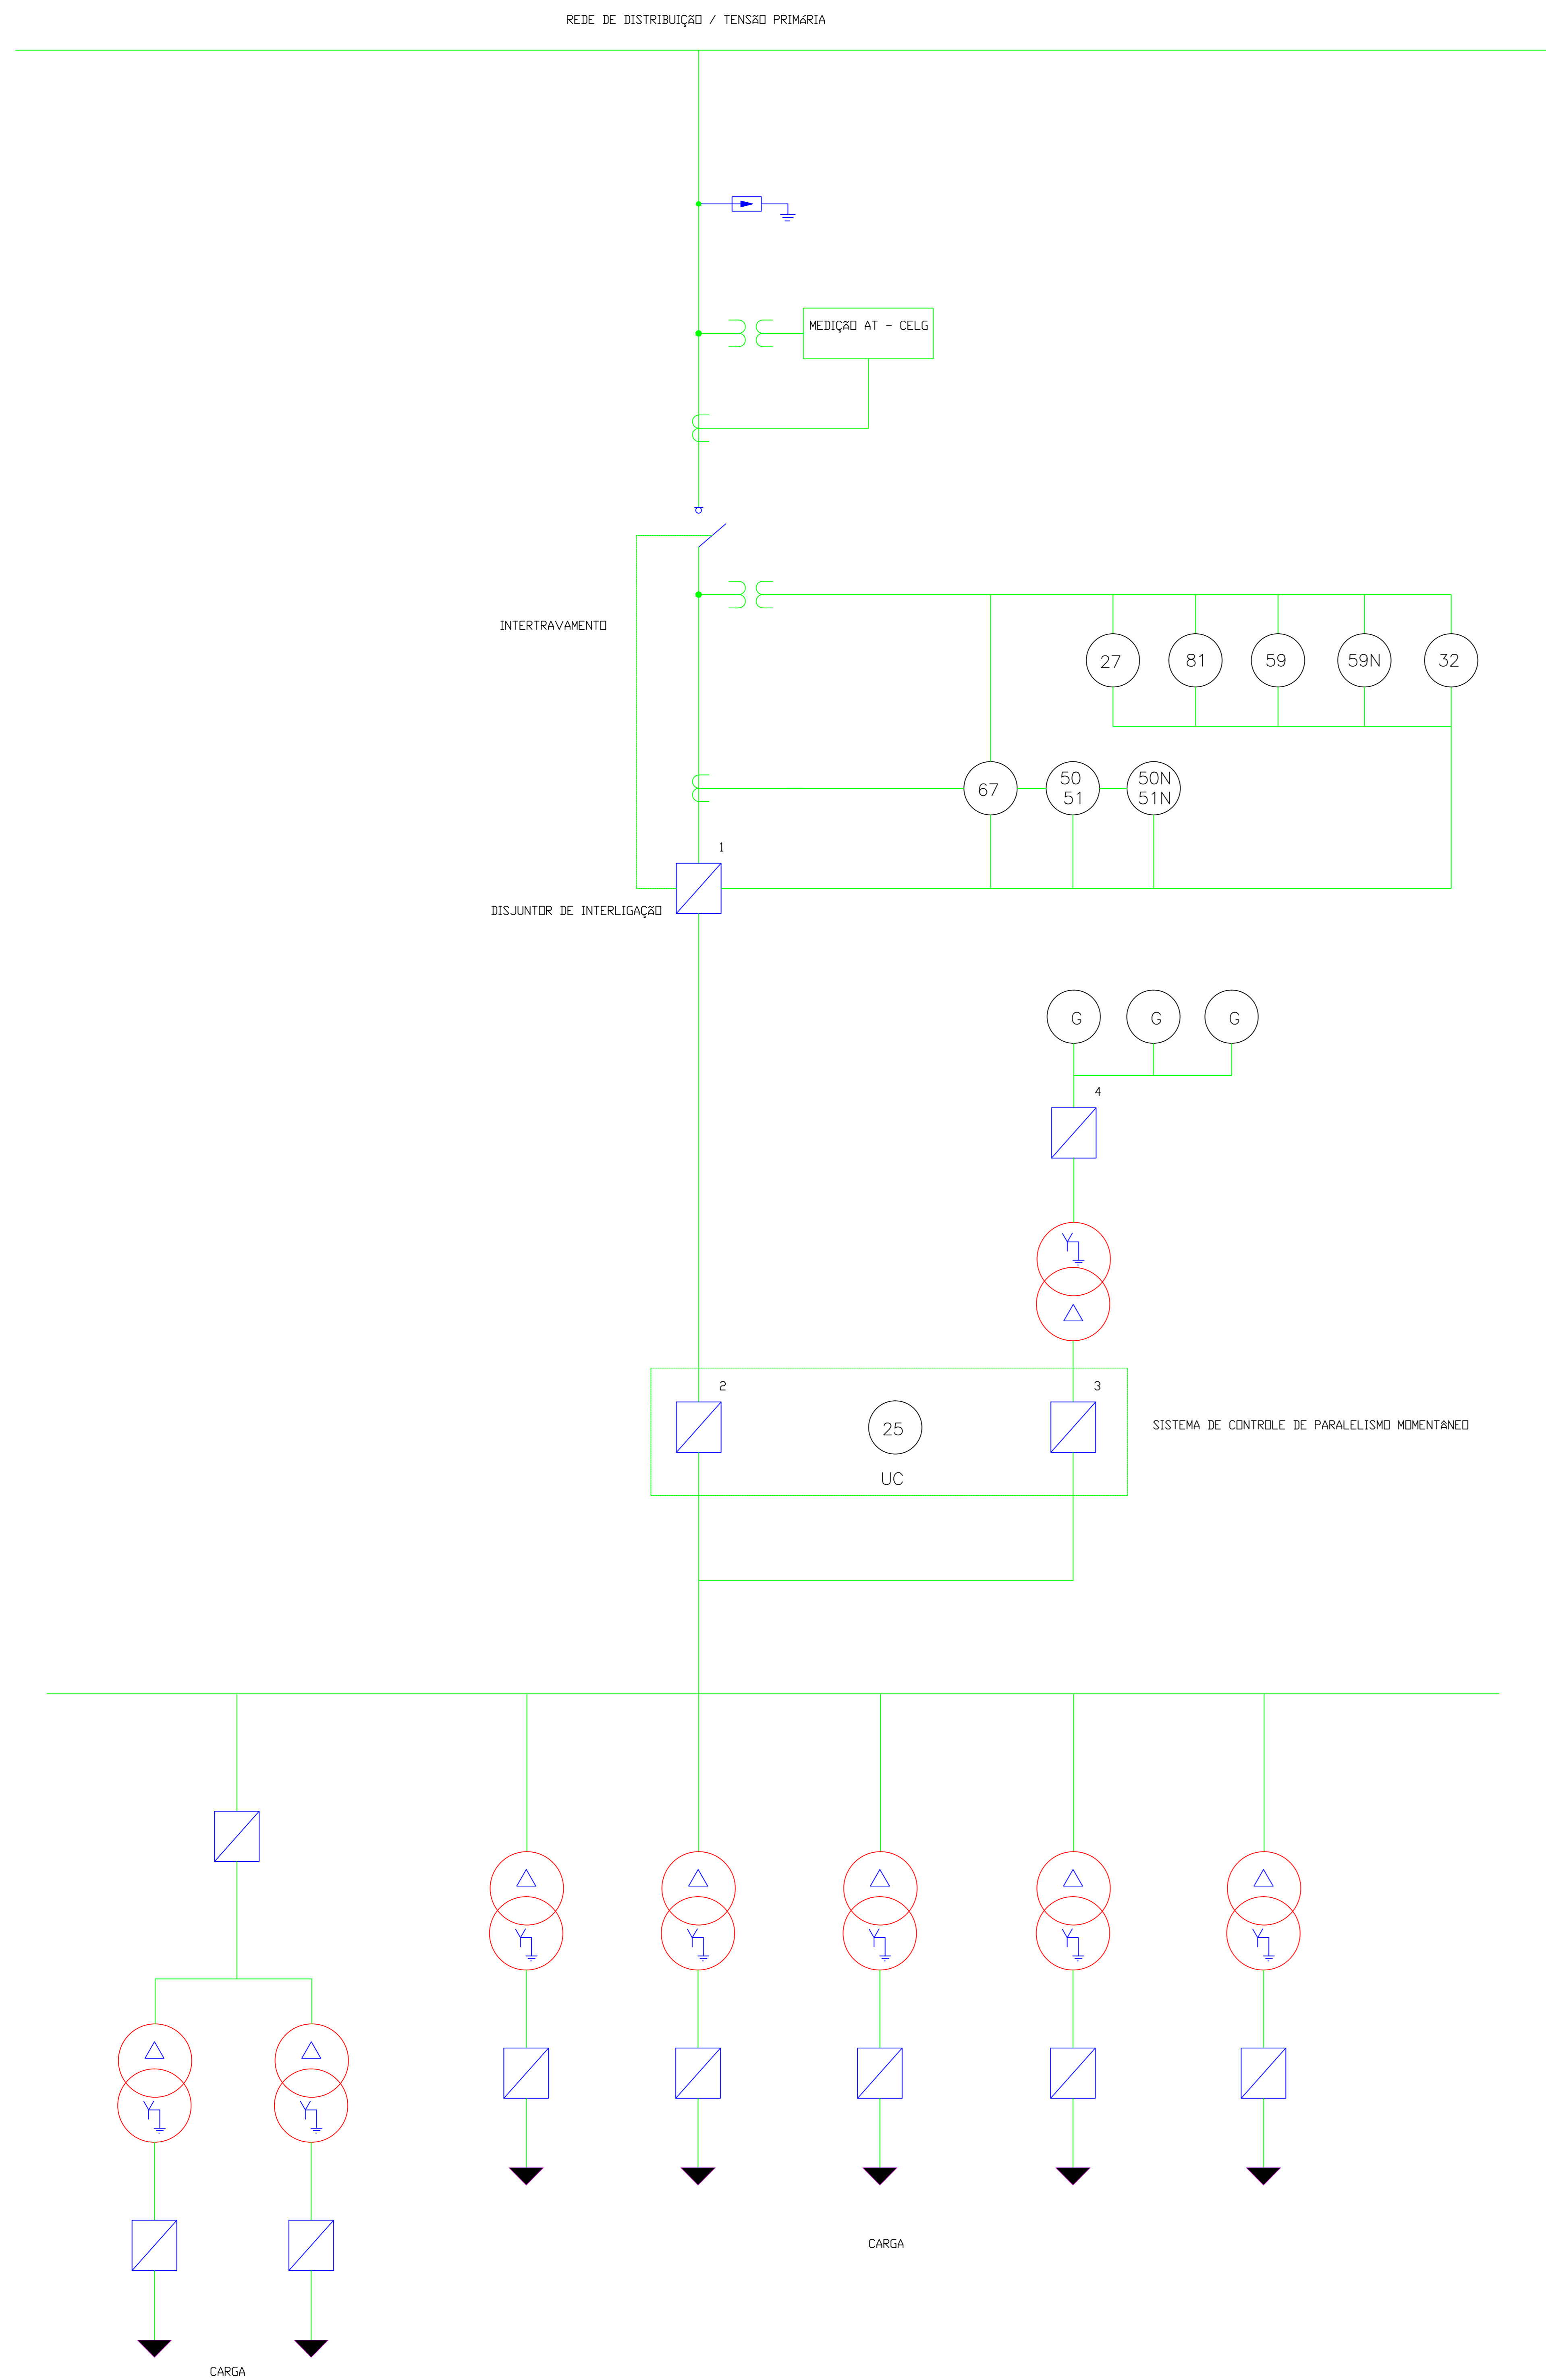 REDE DE DISTRIBUIÇãO / TENSãO PRIMáRIA
MEDIÇãO AT - CELG
INTERTRAVAMENTO
27 81 59 59N 32
67 50 50N
51 51N
1
DISJUNTOR DE INTERLIGAÇãO
G G G
4
2 3
25
SISTEMA DE CONTROLE DE PARALELISMO MOMENTâNEO
UC
CARGA
CARGA